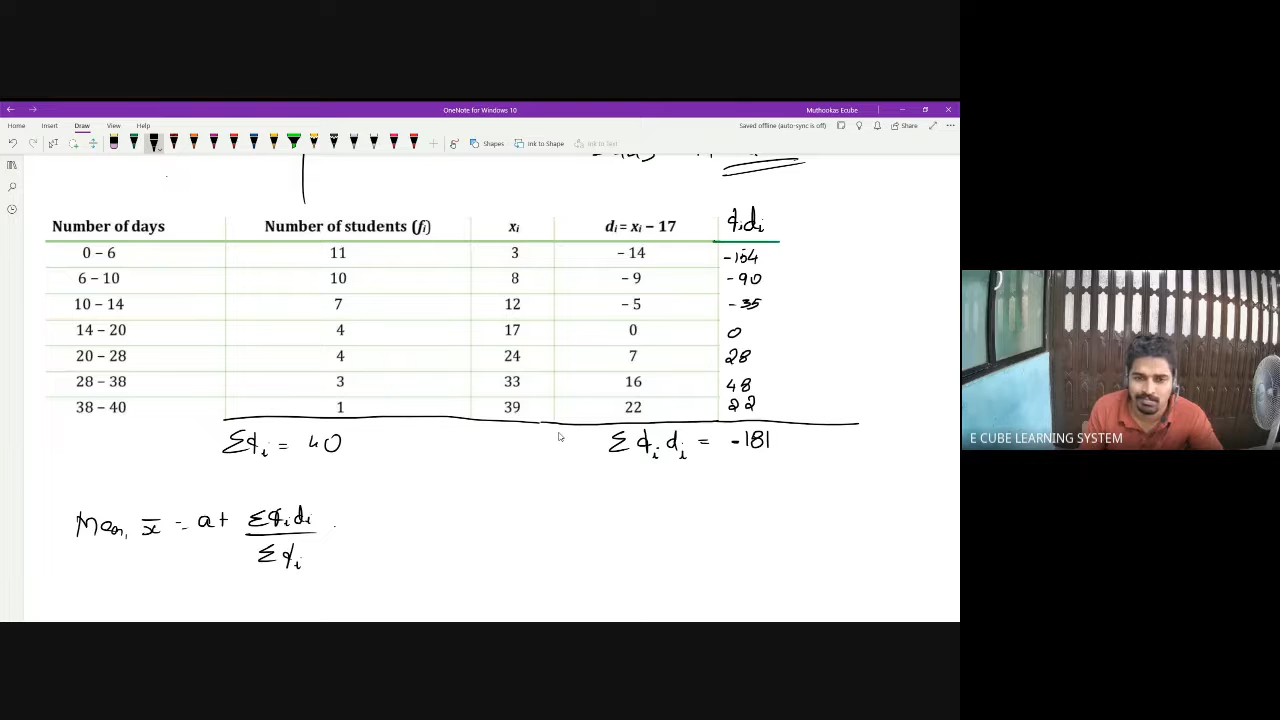 OneNote for Windows 10
Muthookas Ecube
Home Insert Draw View Help
Saved offline (auto-sync is off) Share
Shapes Ink to Shape Ink to Text
Number of days Number of students (fi) xi di = xi – 17 fidi
0 – 6 11 3 – 14 -154
6 – 10 10 8 – 9 -90
10 – 14 7 12 – 5 -35
14 – 20 4 17 0 0
20 – 28 4 24 7 28
28 – 38 3 33 16 48
38 – 40 1 39 22 22
Σfi = 40 Σfidi = -181
Mean, x̄ = a + Σfidi / Σfi
E CUBE LEARNING SYSTEM